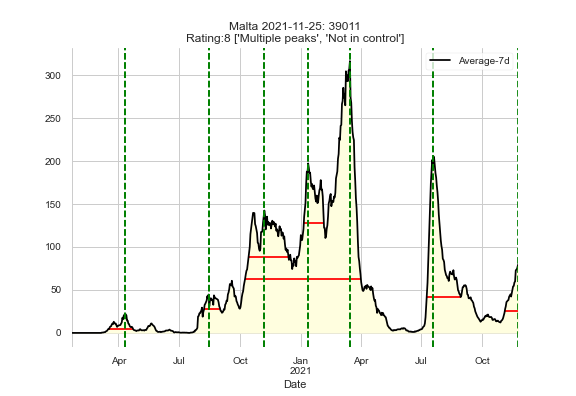 Malta 2021-11-25: 39011
Rating:8 ['Multiple peaks', 'Not in control']
Average-7d
300
250
200
150
100
50
0
Apr Jul Oct Jan Apr Jul Oct
2021
Date